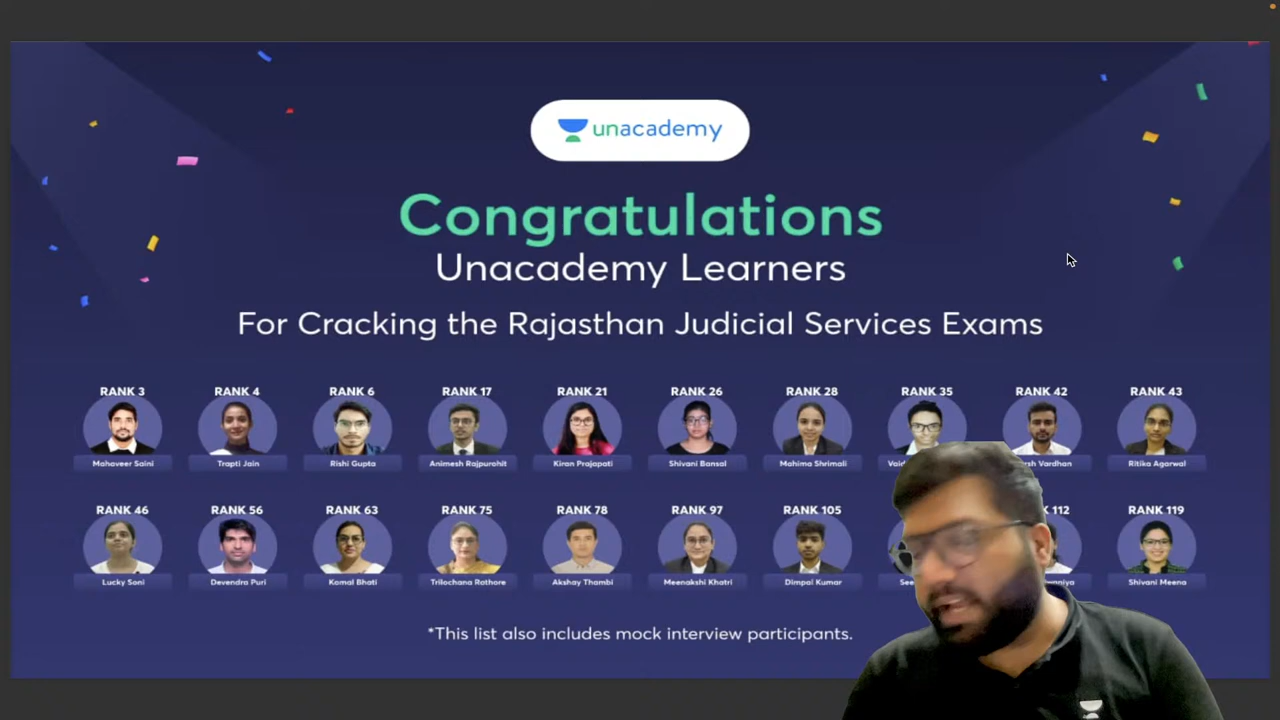 unacademy
Congratulations
Unacademy Learners
For Cracking the Rajasthan Judicial Services Exams
RANK 3 RANK 4 RANK 6 RANK 17 RANK 21 RANK 26 RANK 28 RANK 35 RANK 42 RANK 43
Mahaveer Saini Trapti Jain Rishi Gupta Animesh Rajpurohit Kiran Prajapati Shivani Bansal Mahima Shrimali Vardhan Ritika Agarwal
RANK 46 RANK 56 RANK 63 RANK 75 RANK 78 RANK 97 RANK 105 112 RANK 119
Lucky Soni Devendra Puri Komal Bhati Trilochana Rathore Akshay Thambi Meenakshi Khatri Dimpal Kumar Shivani Meena
*This list also includes mock interview participants.